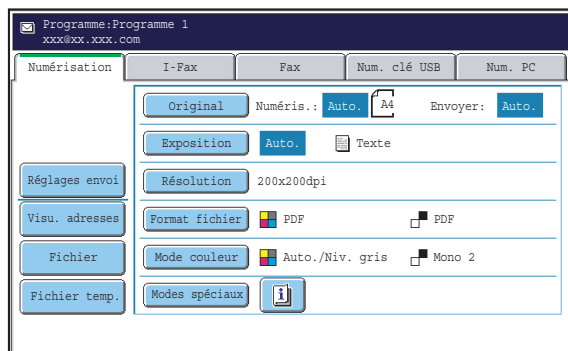 Programme:Programme 1
xxx@xx.xxx.com
Numérisation I-Fax Fax Num. clé USB Num. PC
Original Numéris.: Auto. A4 Envoyer: Auto.
Exposition Auto. Texte
Réglages envoi Résolution 200x200dpi
Visu. adresses Format fichier PDF PDF
Fichier Mode couleur Auto./Niv. gris Mono 2
Fichier temp. Modes spéciaux